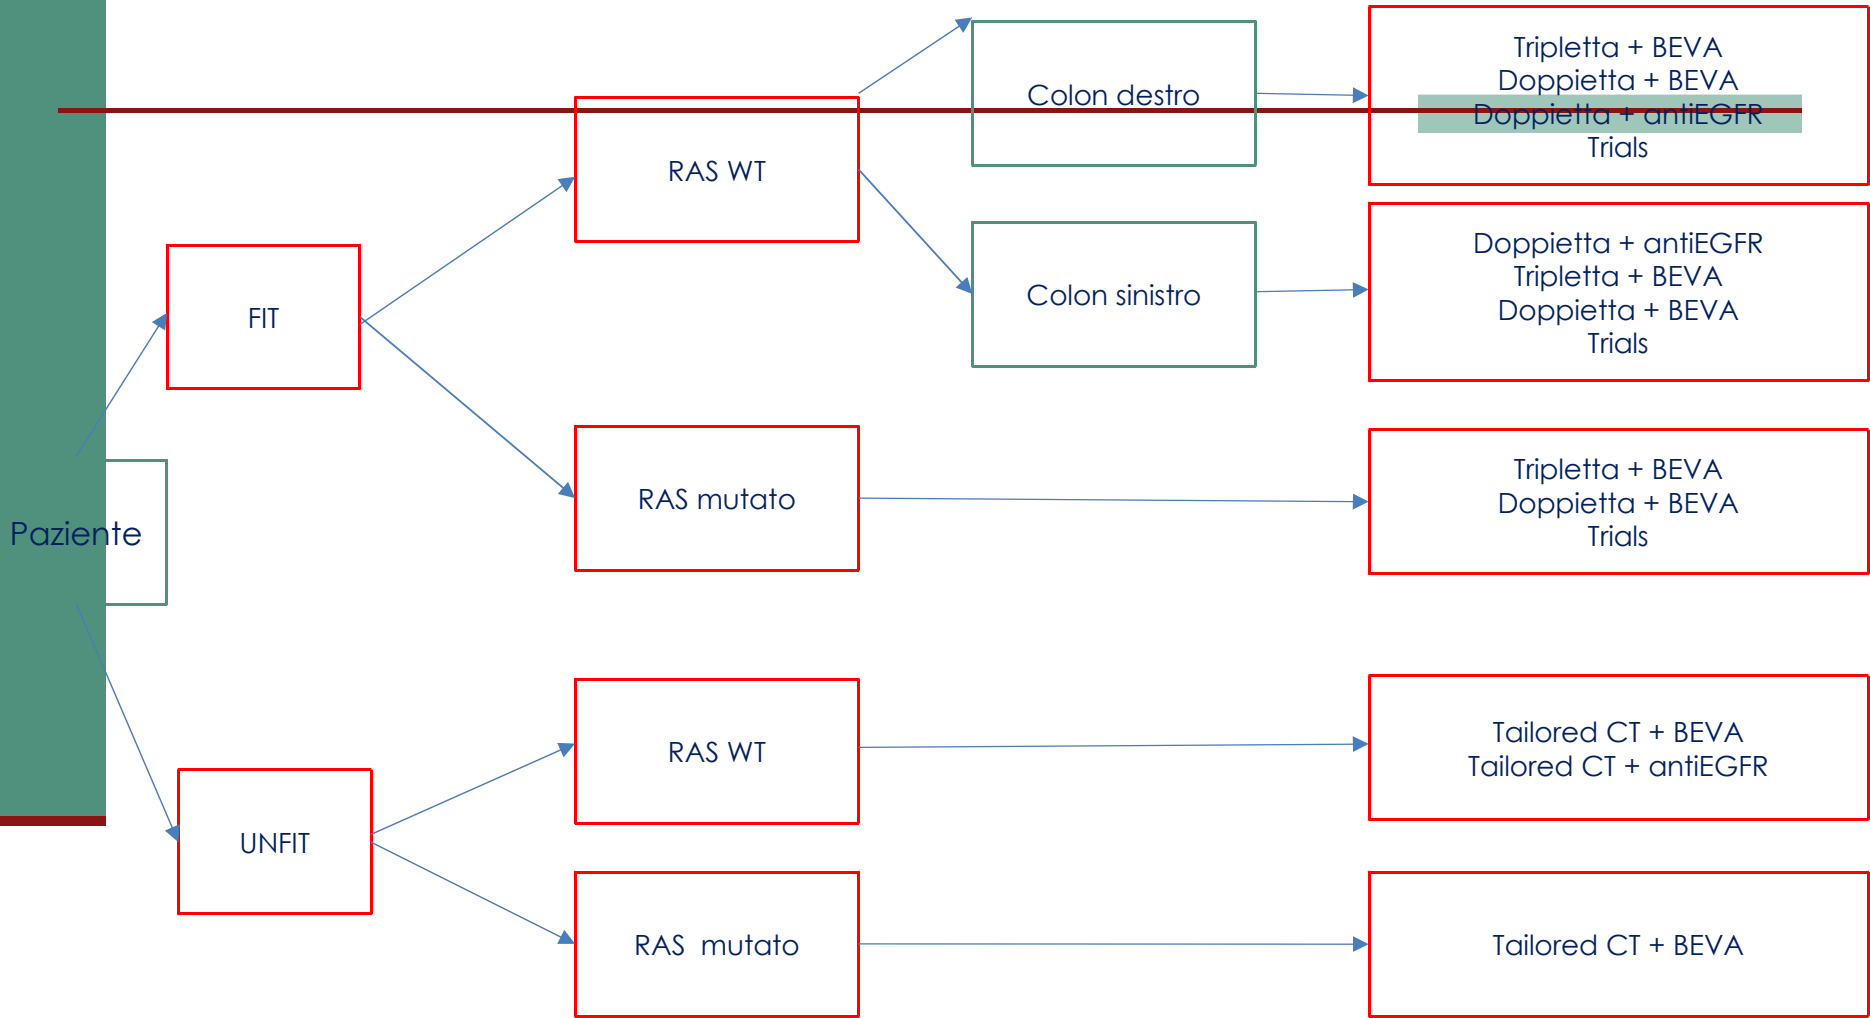 Paziente
FIT
UNFIT
RAS WT
RAS mutato
RAS WT
RAS  mutato
Colon destro
Colon sinistro
Tripletta + BEVA
Doppietta + BEVA
Doppietta + antiEGFR
Trials
Doppietta + antiEGFR
Tripletta + BEVA
Doppietta + BEVA
Trials
Tripletta + BEVA
Doppietta + BEVA
Trials
Tailored CT + BEVA
Tailored CT + antiEGFR
Tailored CT + BEVA